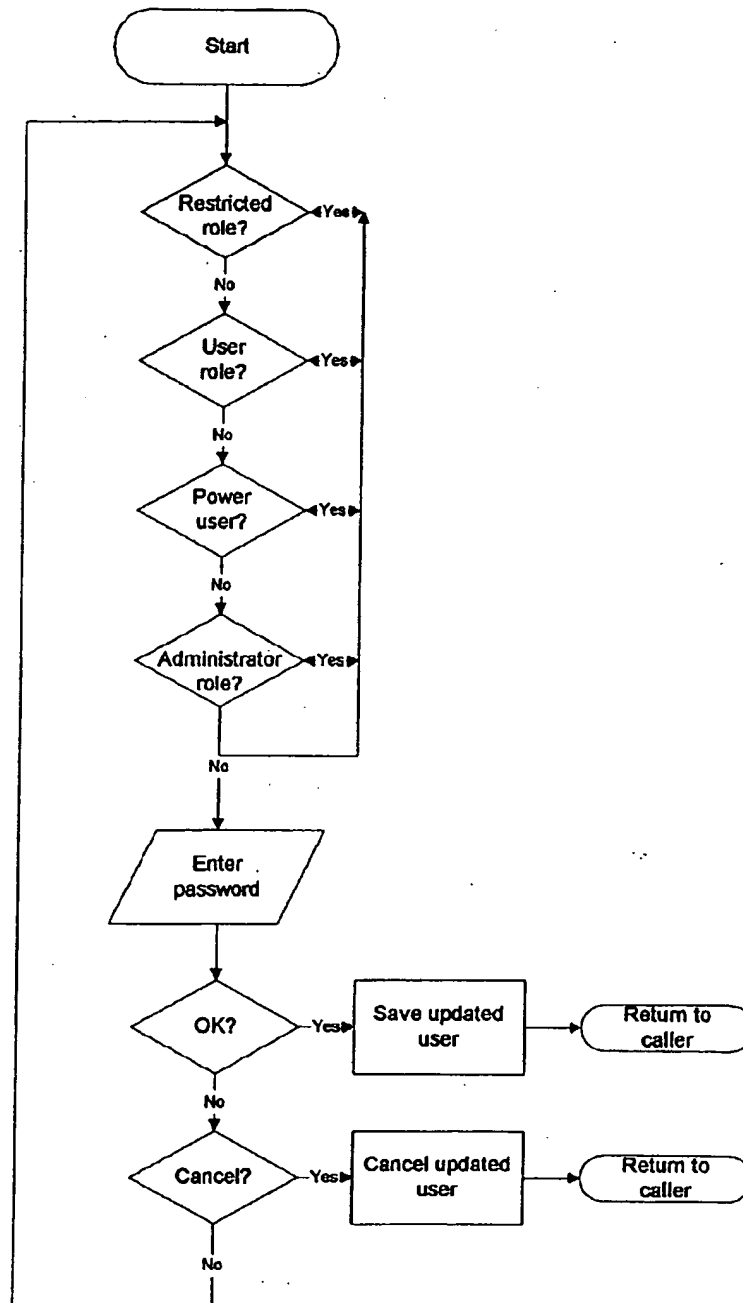 Start
Restricted
role?
Yes
No
User
role?
Yes
No
Power
user?
Yes
No
Administrator
role?
Yes
No
Enter
password
OK?
Yes
Save updated
user
Return to
caller
No
Cancel?
Yes
Cancel updated
user
Return to
caller
No